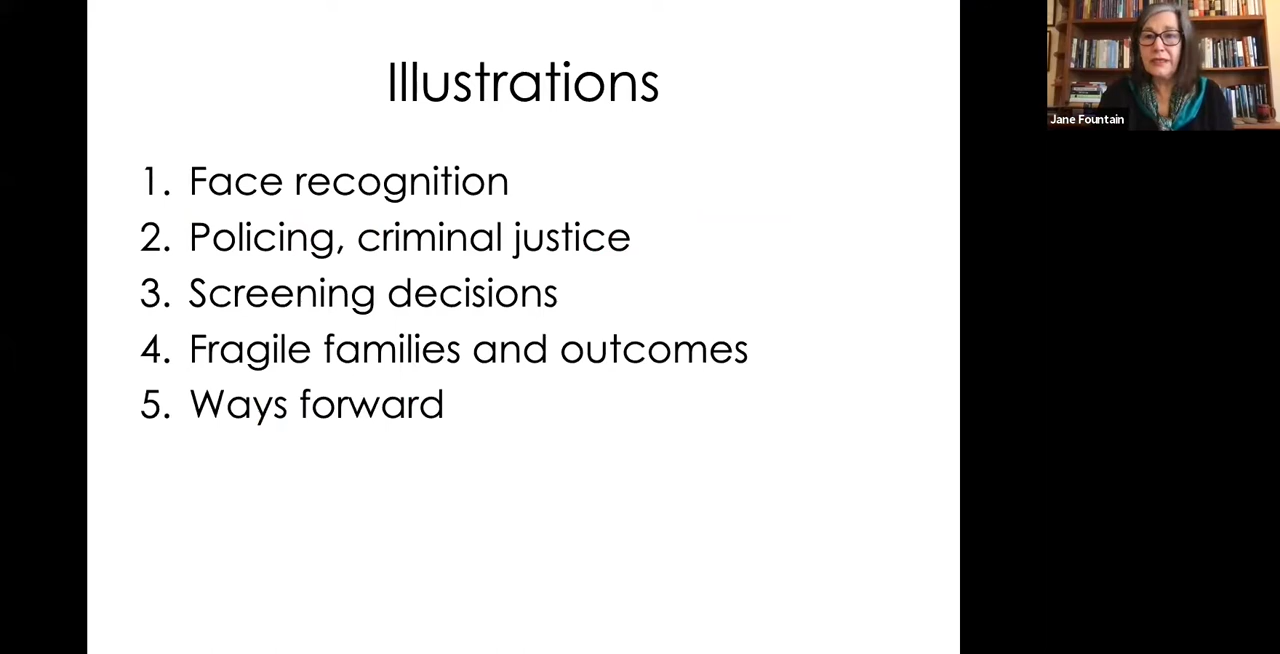 Illustrations
1. Face recognition
2. Policing, criminal justice
3. Screening decisions
4. Fragile families and outcomes
5. Ways forward
Jane Fountain